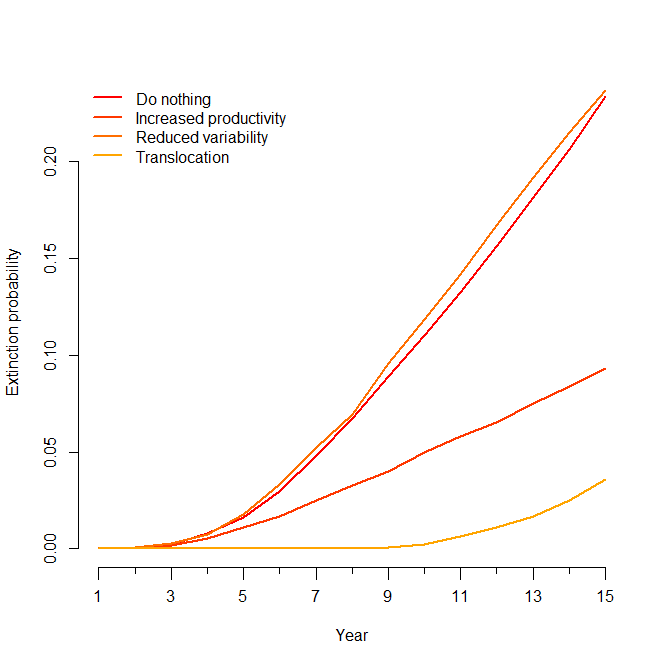 Do nothing
Increased productivity
Reduced variability
Translocation
Extinction probability
0.20
0.15
0.10
0.05
0.00
1 3 5 7 9 11 13 15
Year